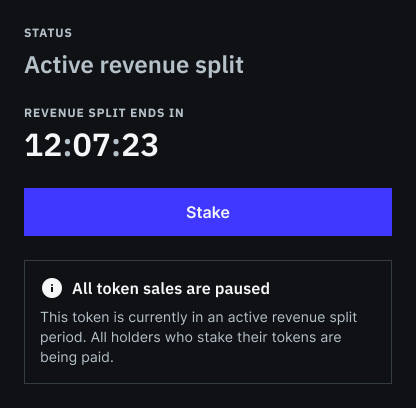 STATUS
Active revenue split
REVENUE SPLIT ENDS IN
12:07:23
Stake
All token sales are paused
This token is currently in an active revenue split
period. All holders who stake their tokens are
being paid.